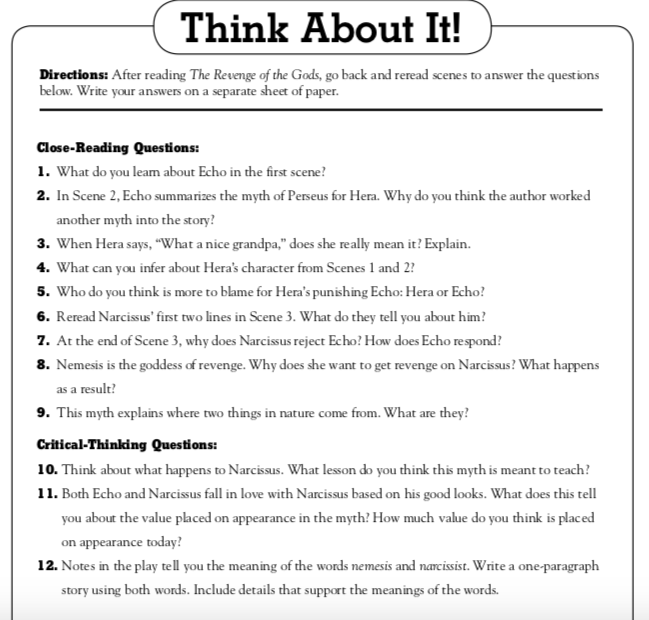 Think About It!
Directions: After reading The Revenge of the Gods, go back and reread scenes to answer the questions
below. Write your answers on a separate sheet of paper.
Close-Reading Questions:
1. What do you learn about Echo in the first scene?
2. In Scene 2, Echo summarizes the myth of Perseus for Hera. Why do you think the author worked
another myth into the story?
3. When Hera says, “What a nice grandpa,” does she really mean it? Explain.
4. What can you infer about Hera’s character from Scenes 1 and 2?
5. Who do you think is more to blame for Hera’s punishing Echo: Hera or Echo?
6. Reread Narcissus’ first two lines in Scene 3. What do they tell you about him?
7. At the end of Scene 3, why does Narcissus reject Echo? How does Echo respond?
8. Nemesis is the goddess of revenge. Why does she want to get revenge on Narcissus? What happens
as a result?
9. This myth explains where two things in nature come from. What are they?
Critical-Thinking Questions:
10. Think about what happens to Narcissus. What lesson do you think this myth is meant to teach?
11. Both Echo and Narcissus fall in love with Narcissus based on his good looks. What does this tell
you about the value placed on appearance in the myth? How much value do you think is placed
on appearance today?
12. Notes in the play tell you the meaning of the words nemesis and narcissist. Write a one-paragraph
story using both words. Include details that support the meanings of the words.